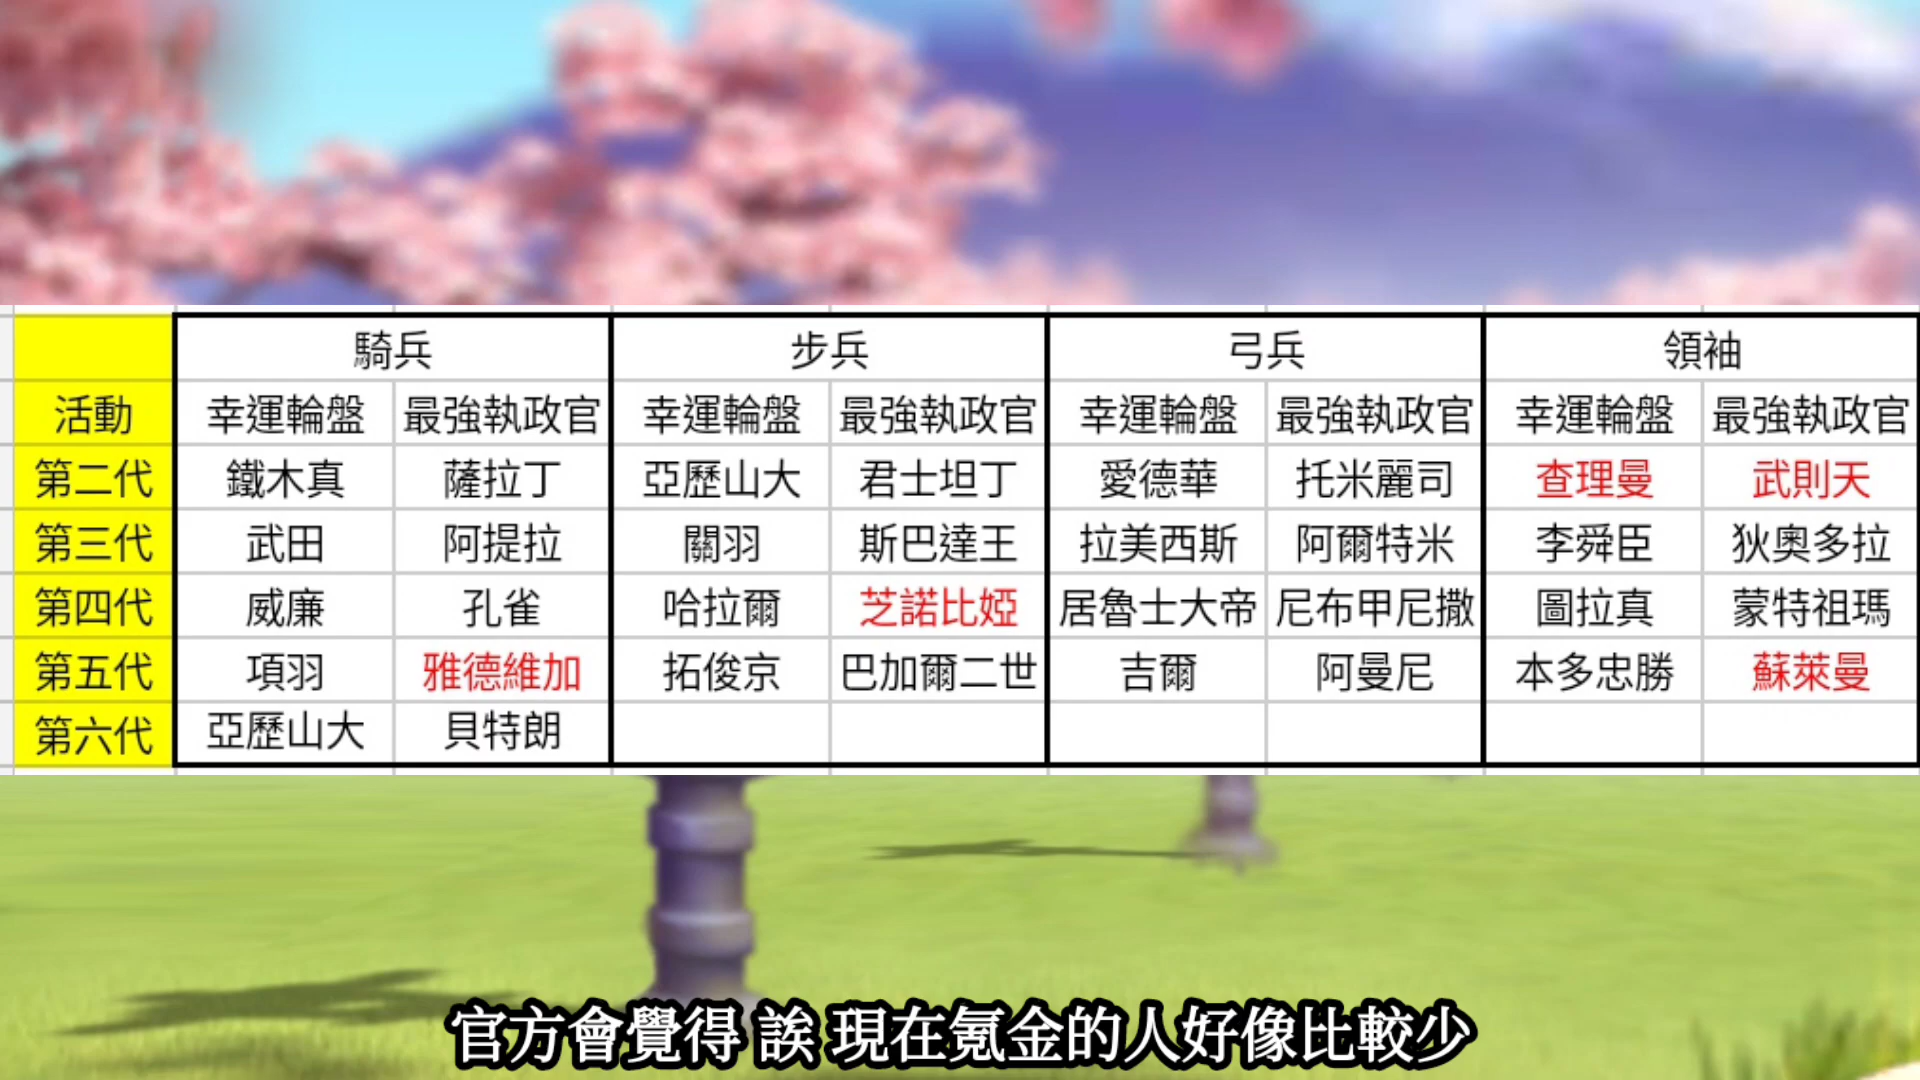 騎兵 步兵 弓兵 領袖
活動 幸運輪盤 最強執政官 幸運輪盤 最強執政官 幸運輪盤 最強執政官 幸運輪盤 最強執政官
第二代 鐵木真 薩拉丁 亞歷山大 君士坦丁 愛德華 托米麗司 查理曼 武則天
第三代 武田 阿提拉 關羽 斯巴達王 拉美西斯 阿爾特米 李舜臣 狄奧多拉
第四代 威廉 孔雀 哈拉爾 芝諾比婭 居魯士大帝 尼布甲尼撒 圖拉真 蒙特祖瑪
第五代 項羽 雅德維加 拓俊京 巴加爾二世 吉爾 阿曼尼 本多忠勝 蘇萊曼
第六代 亞歷山大 貝特朗
官方會覺得 誒 現在氪金的人好像比較少